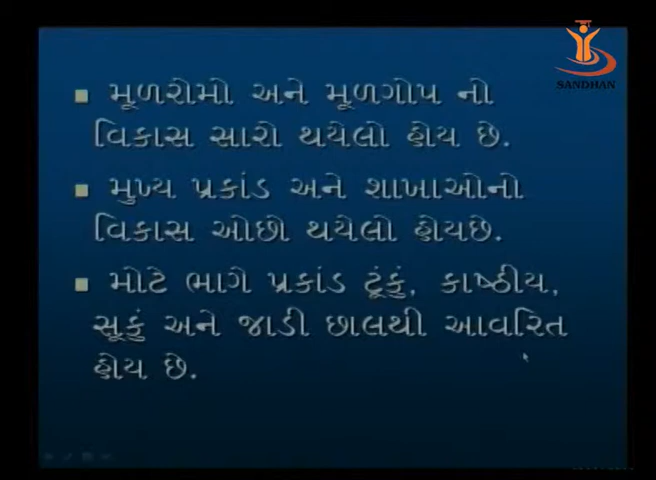 SANDHAN
મૂળરોમો અને મૂળગોપ નો
વિકાસ સારો થયેલો હોય છે.
મુખ્ય પ્રકાંડ અને શાખાઓનો
વિકાસ ઓછો થયેલો હોયછે.
મોટે ભાગે પ્રકાંડ ટૂંકું, કાષ્ઠીય,
સૂકું અને જાડી છાલથી આવરિત
હોય છે.